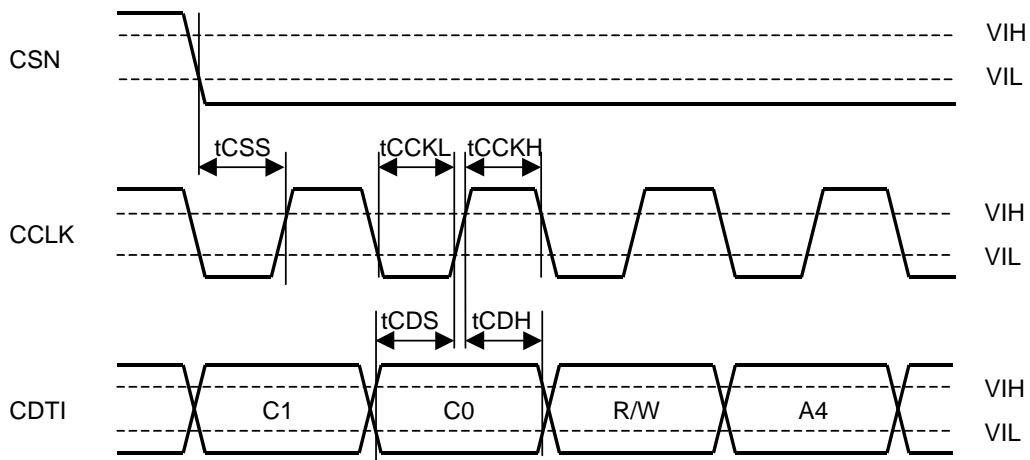 VIH
CSN
VIL
tCSS
tCCKL
tCCKH
VIH
CCLK
VIL
tCDS
tCDH
VIH
CDTI
C1
C0
R/W
A4
VIL